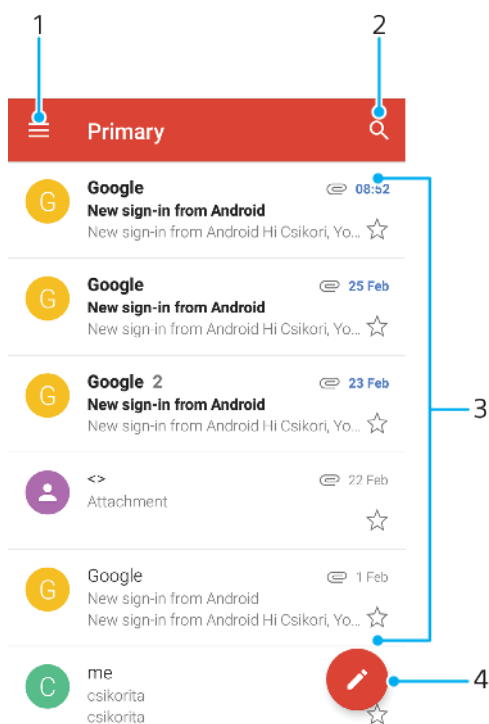 1
2
Primary
G
Google
08:52
New sign-in from Android
New sign-in from Android Hi Csikori, Yo...
G
Google
25 Feb
New sign-in from Android
New sign-in from Android Hi Csikori, Yo...
G
Google 2
23 Feb
New sign-in from Android
New sign-in from Android Hi Csikori, Yo...
3
<>
22 Feb
Attachment
G
Google
1 Feb
New sign-in from Android
New sign-in from Android Hi Csikori, Yo...
C
me
4
csikorita
csikorita